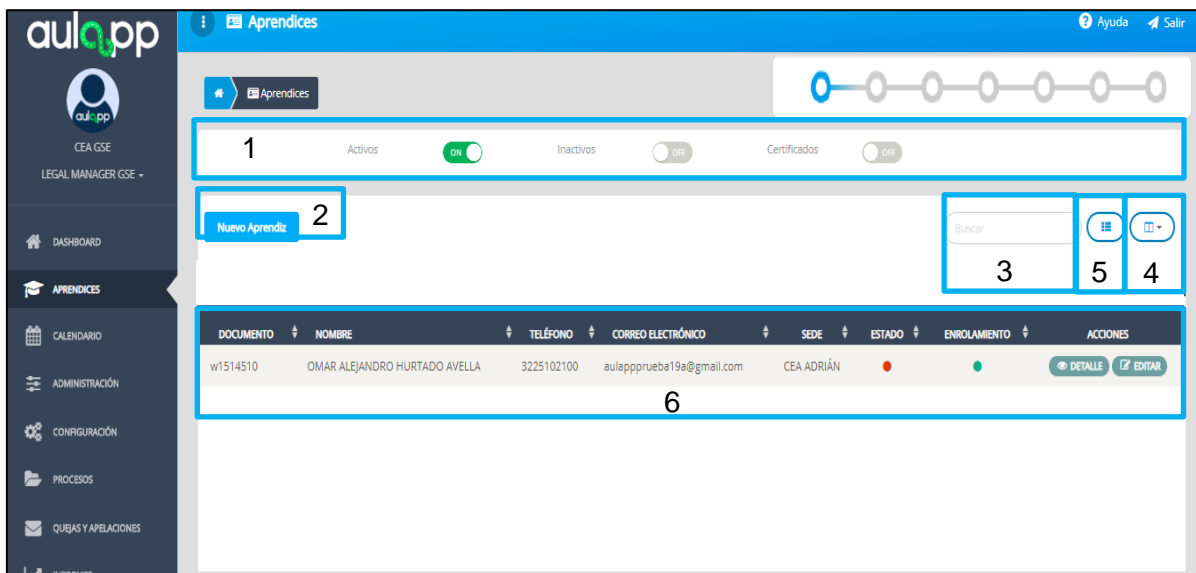 aulapp
Aprendices
Ayuda
Salir
aulapp
Aprendices
CEA GSE
LEGAL MANAGER GSE
1
Activos
ON
Inactivos
OFF
Certificados
OFF
Nuevo Aprendiz
2
Buscar
3
5
4
DASHBOARD
APRENDICES
CALENDARIO
ADMINISTRACIÓN
CONFIGURACIÓN
PROCESOS
QUEJAS Y APELACIONES
INFORMES
DOCUMENTO NOMBRE TELÉFONO CORREO ELECTRÓNICO SEDE ESTADO ENROLAMIENTO ACCIONES
w1514510 OMAR ALEJANDRO HURTADO AVELLA 3225102100 aulappprueba19a@gmail.com CEA ADRIÁN DETALLE EDITAR
6